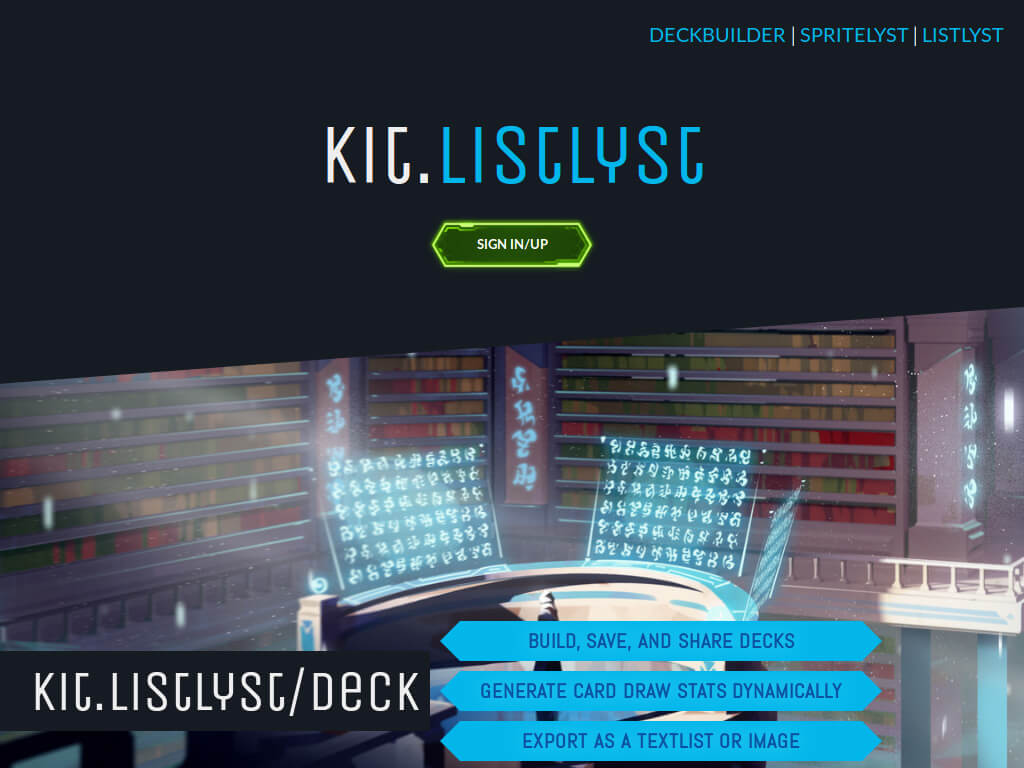 DECKBUILDER | SPRITELYST | LISTLYST
Kit.Listlyst
SIGN IN/UP
BUILD, SAVE, AND SHARE DECKS
Kit.Listlyst/Deck
GENERATE CARD DRAW STATS DYNAMICALLY
EXPORT AS A TEXTLIST OR IMAGE